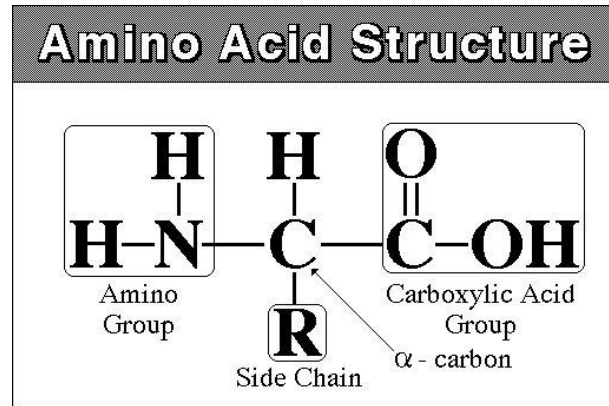 Amino Acid Structure
H H O
H–N–C–C–OH
Amino
Group
Carboxylic Acid
Group
R
α - carbon
Side Chain